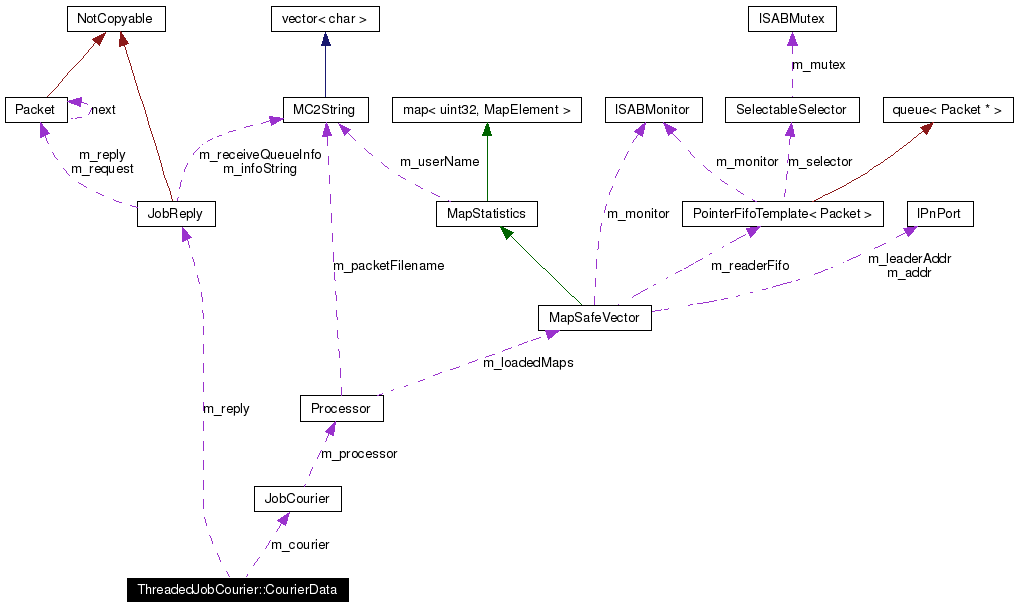 NotCopyable
vector< char >
ISABMutex
m_mutex
Packet
next
MC2String
map< uint32, MapElement >
ISABMonitor
SelectableSelector
queue< Packet * >
m_reply
m_request
m_receiveQueueInfo
m_infoString
m_userName
m_monitor
m_selector
JobReply
MapStatistics
m_monitor
PointerFifoTemplate< Packet >
IPnPort
m_packetFilename
m_readerFifo
m_leaderAddr
m_addr
MapSafeVector
m_loadedMaps
m_reply
Processor
m_processor
JobCourier
m_courier
ThreadedJobCourier::CourierData